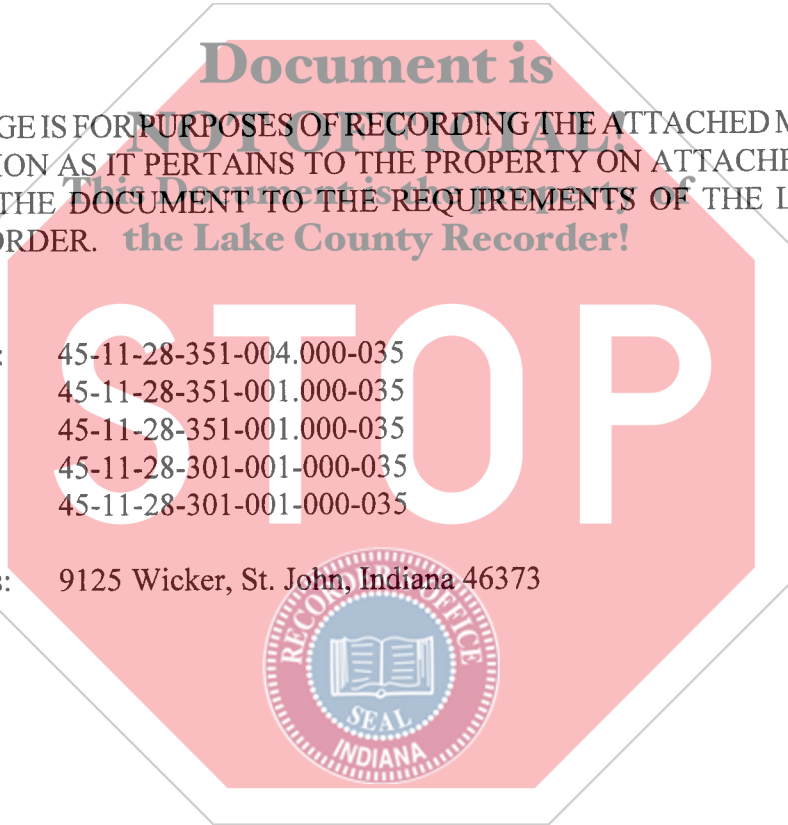 Document is
NOT OFFICIAL!
GE IS FOR PURPOSES OF RECORDING THE ATTACHED M
ION AS IT PERTAINS TO THE PROPERTY ON ATTACHE
This Document is the property of
THE DOCUMENT TO THE REQUIREMENTS OF THE L
the Lake County Recorder!
ORDER.
STOP
: 45-11-28-351-004.000-035
45-11-28-351-001.000-035
45-11-28-351-001.000-035
45-11-28-301-001-000-035
45-11-28-301-001-000-035
s: 9125 Wicker, St. John, Indiana 46373
RECORDER'S OFFICE
SEAL
INDIANA